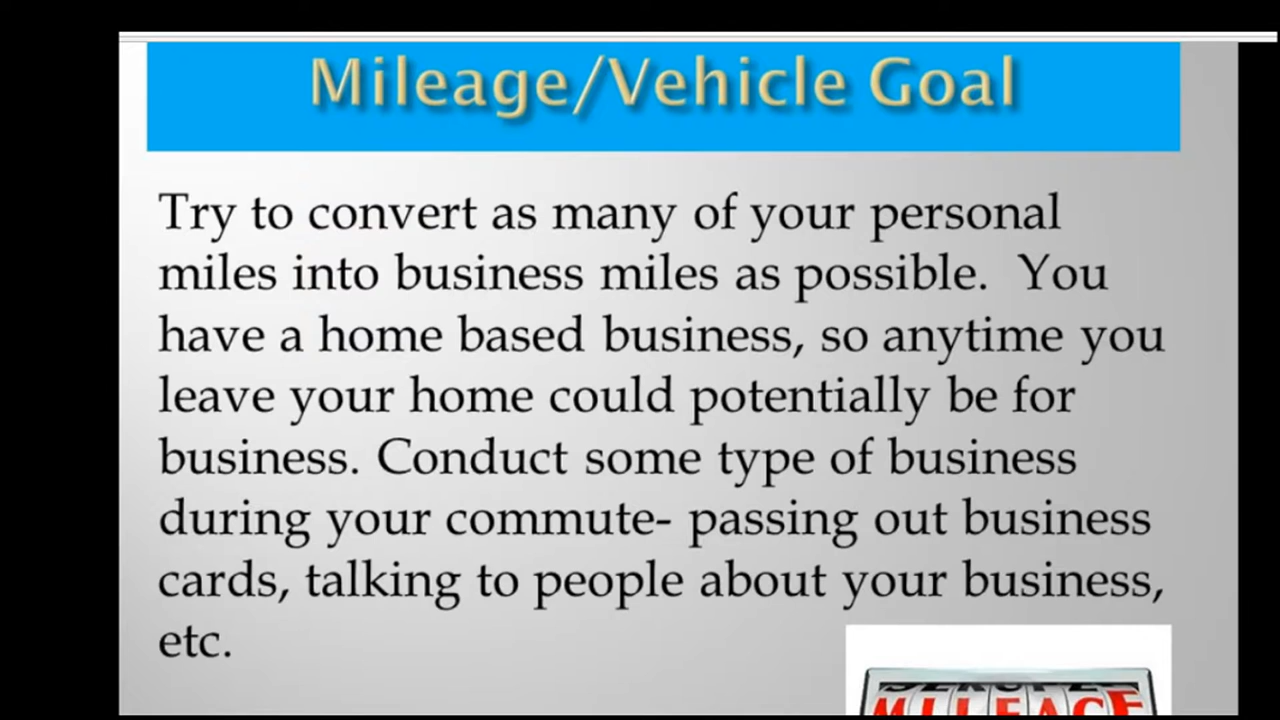 Mileage/Vehicle Goal
Try to convert as many of your personal
miles into business miles as possible.  You
have a home based business, so anytime you
leave your home could potentially be for
business. Conduct some type of business
during your commute- passing out business
cards, talking to people about your business,
etc.
MILEAGE